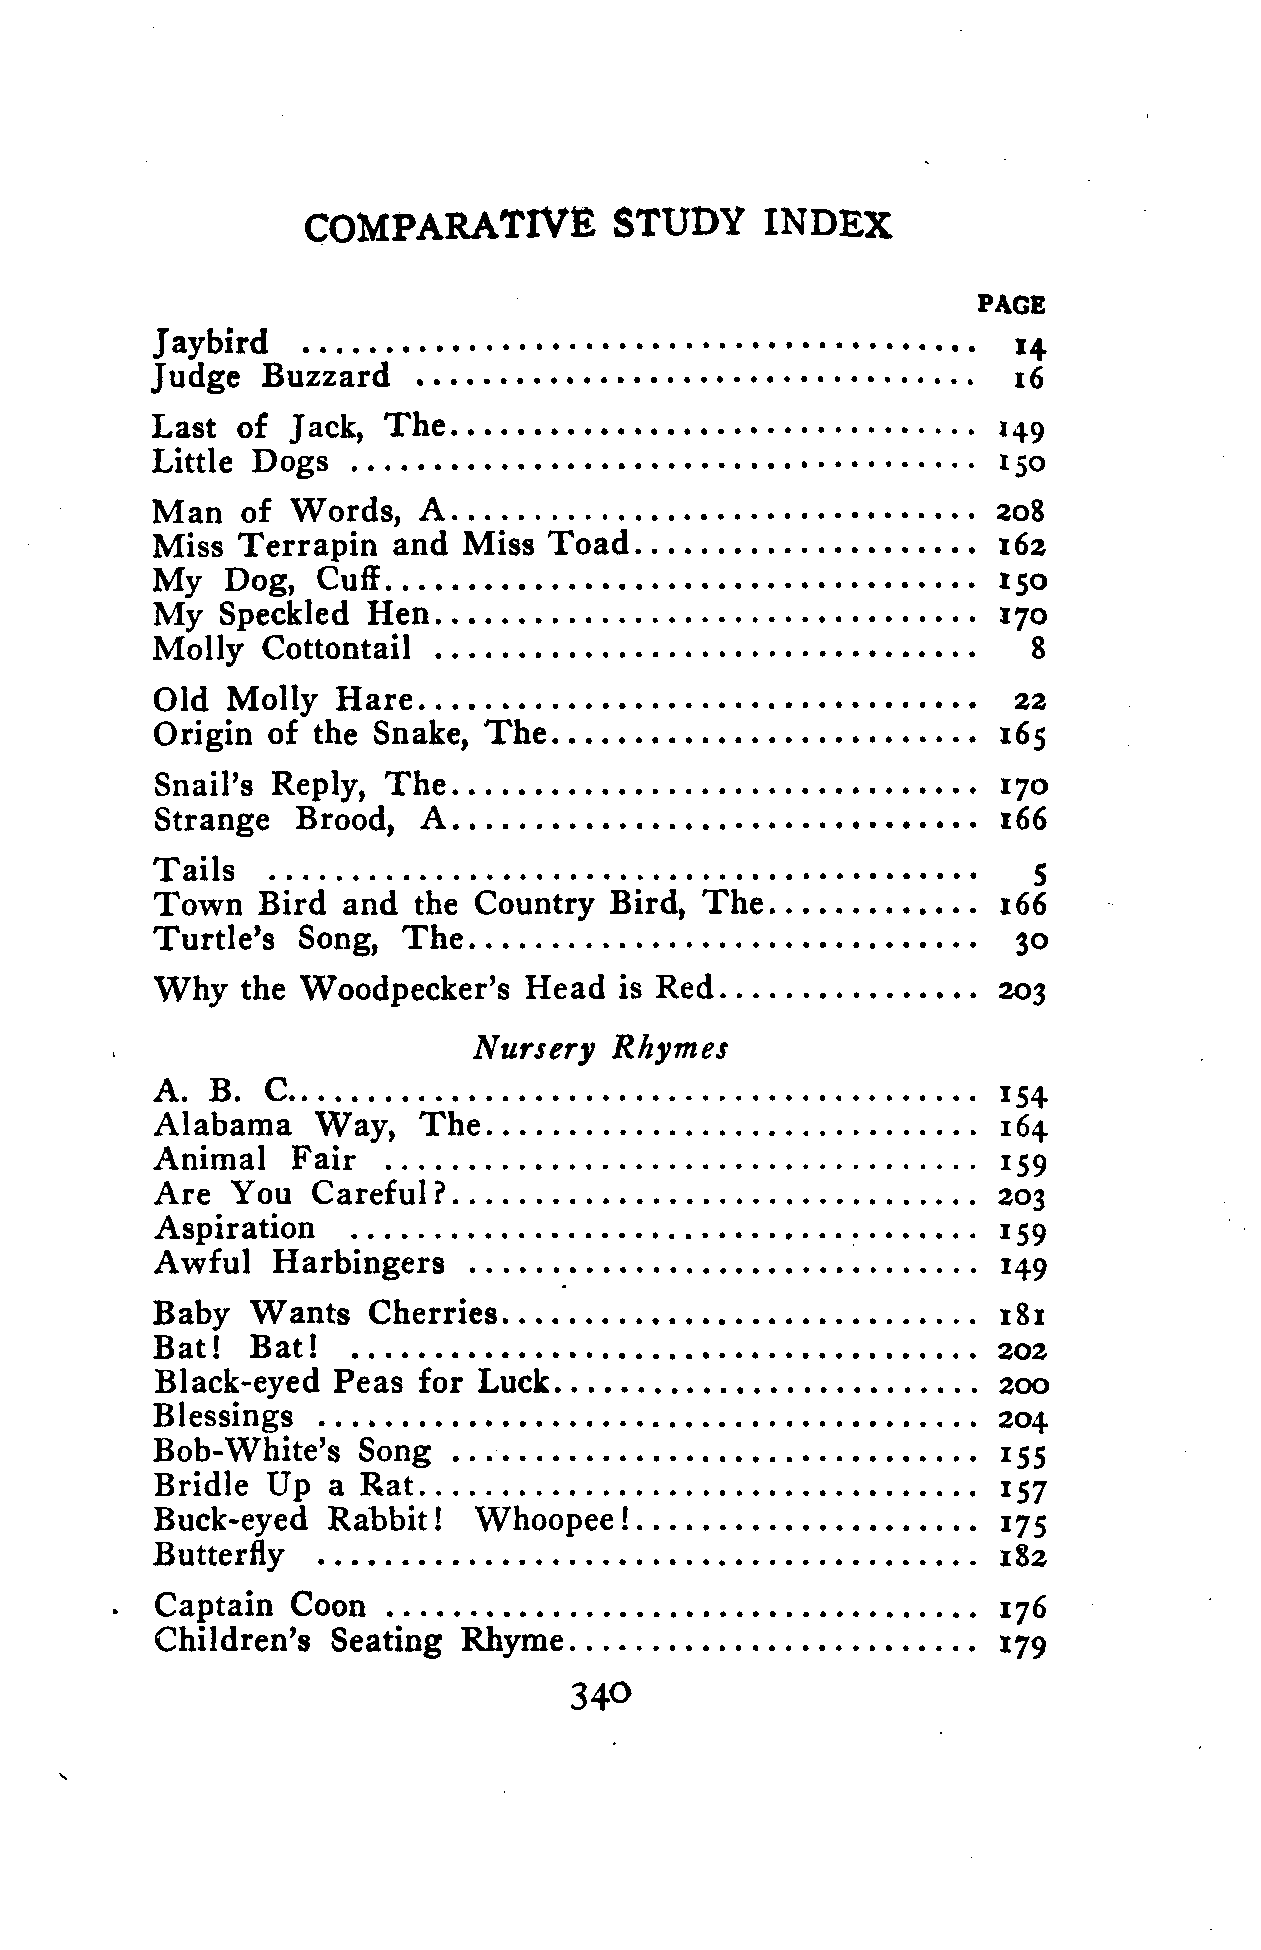 COMPARATIVE STUDY INDEX
PAGE
Jaybird ........................................ 14
Judge Buzzard .................................. 16
Last of Jack, The................................ 149
Little Dogs ...................................... 150
Man of Words, A................................ 208
Miss Terrapin and Miss Toad..................... 162
My Dog, Cuff.................................... 150
My Speckled Hen................................. 170
Molly Cottontail ................................. 8
Old Molly Hare.................................. 22
Origin of the Snake, The.......................... 165
Snail's Reply, The................................ 170
Strange Brood, A................................ 166
Tails ........................................... 5
Town Bird and the Country Bird, The............. 166
Turtle's Song, The............................... 30
Why the Woodpecker's Head is Red................ 203
Nursery Rhymes
A. B. C.......................................... 154
Alabama Way, The.............................. 164
Animal Fair .................................... 159
Are You Careful?................................ 203
Aspiration ...................................... 159
Awful Harbingers ............................... 149
Baby Wants Cherries............................. 181
Bat! Bat! ...................................... 202
Black-eyed Peas for Luck.......................... 200
Blessings ........................................ 204
Bob-White's Song ................................ 155
Bridle Up a Rat.................................. 157
Buck-eyed Rabbit! Whoopee!..................... 175
Butterfly ........................................ 182
Captain Coon .................................... 176
Children's Seating Rhyme......................... 179
340